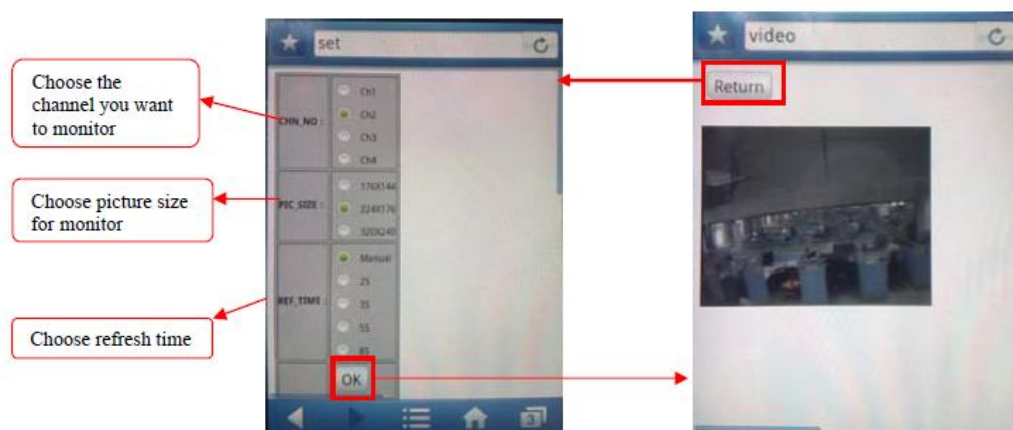 set
Choose the
channel you want
to monitor
CHN_NO :
Ch1
Ch2
Ch3
Ch4
Choose picture size
for monitor
PIC_SIZE :
176X144
224X176
320X240
REF_TIME :
Manual
2S
3S
5S
Choose refresh time
OK
3
video
Return